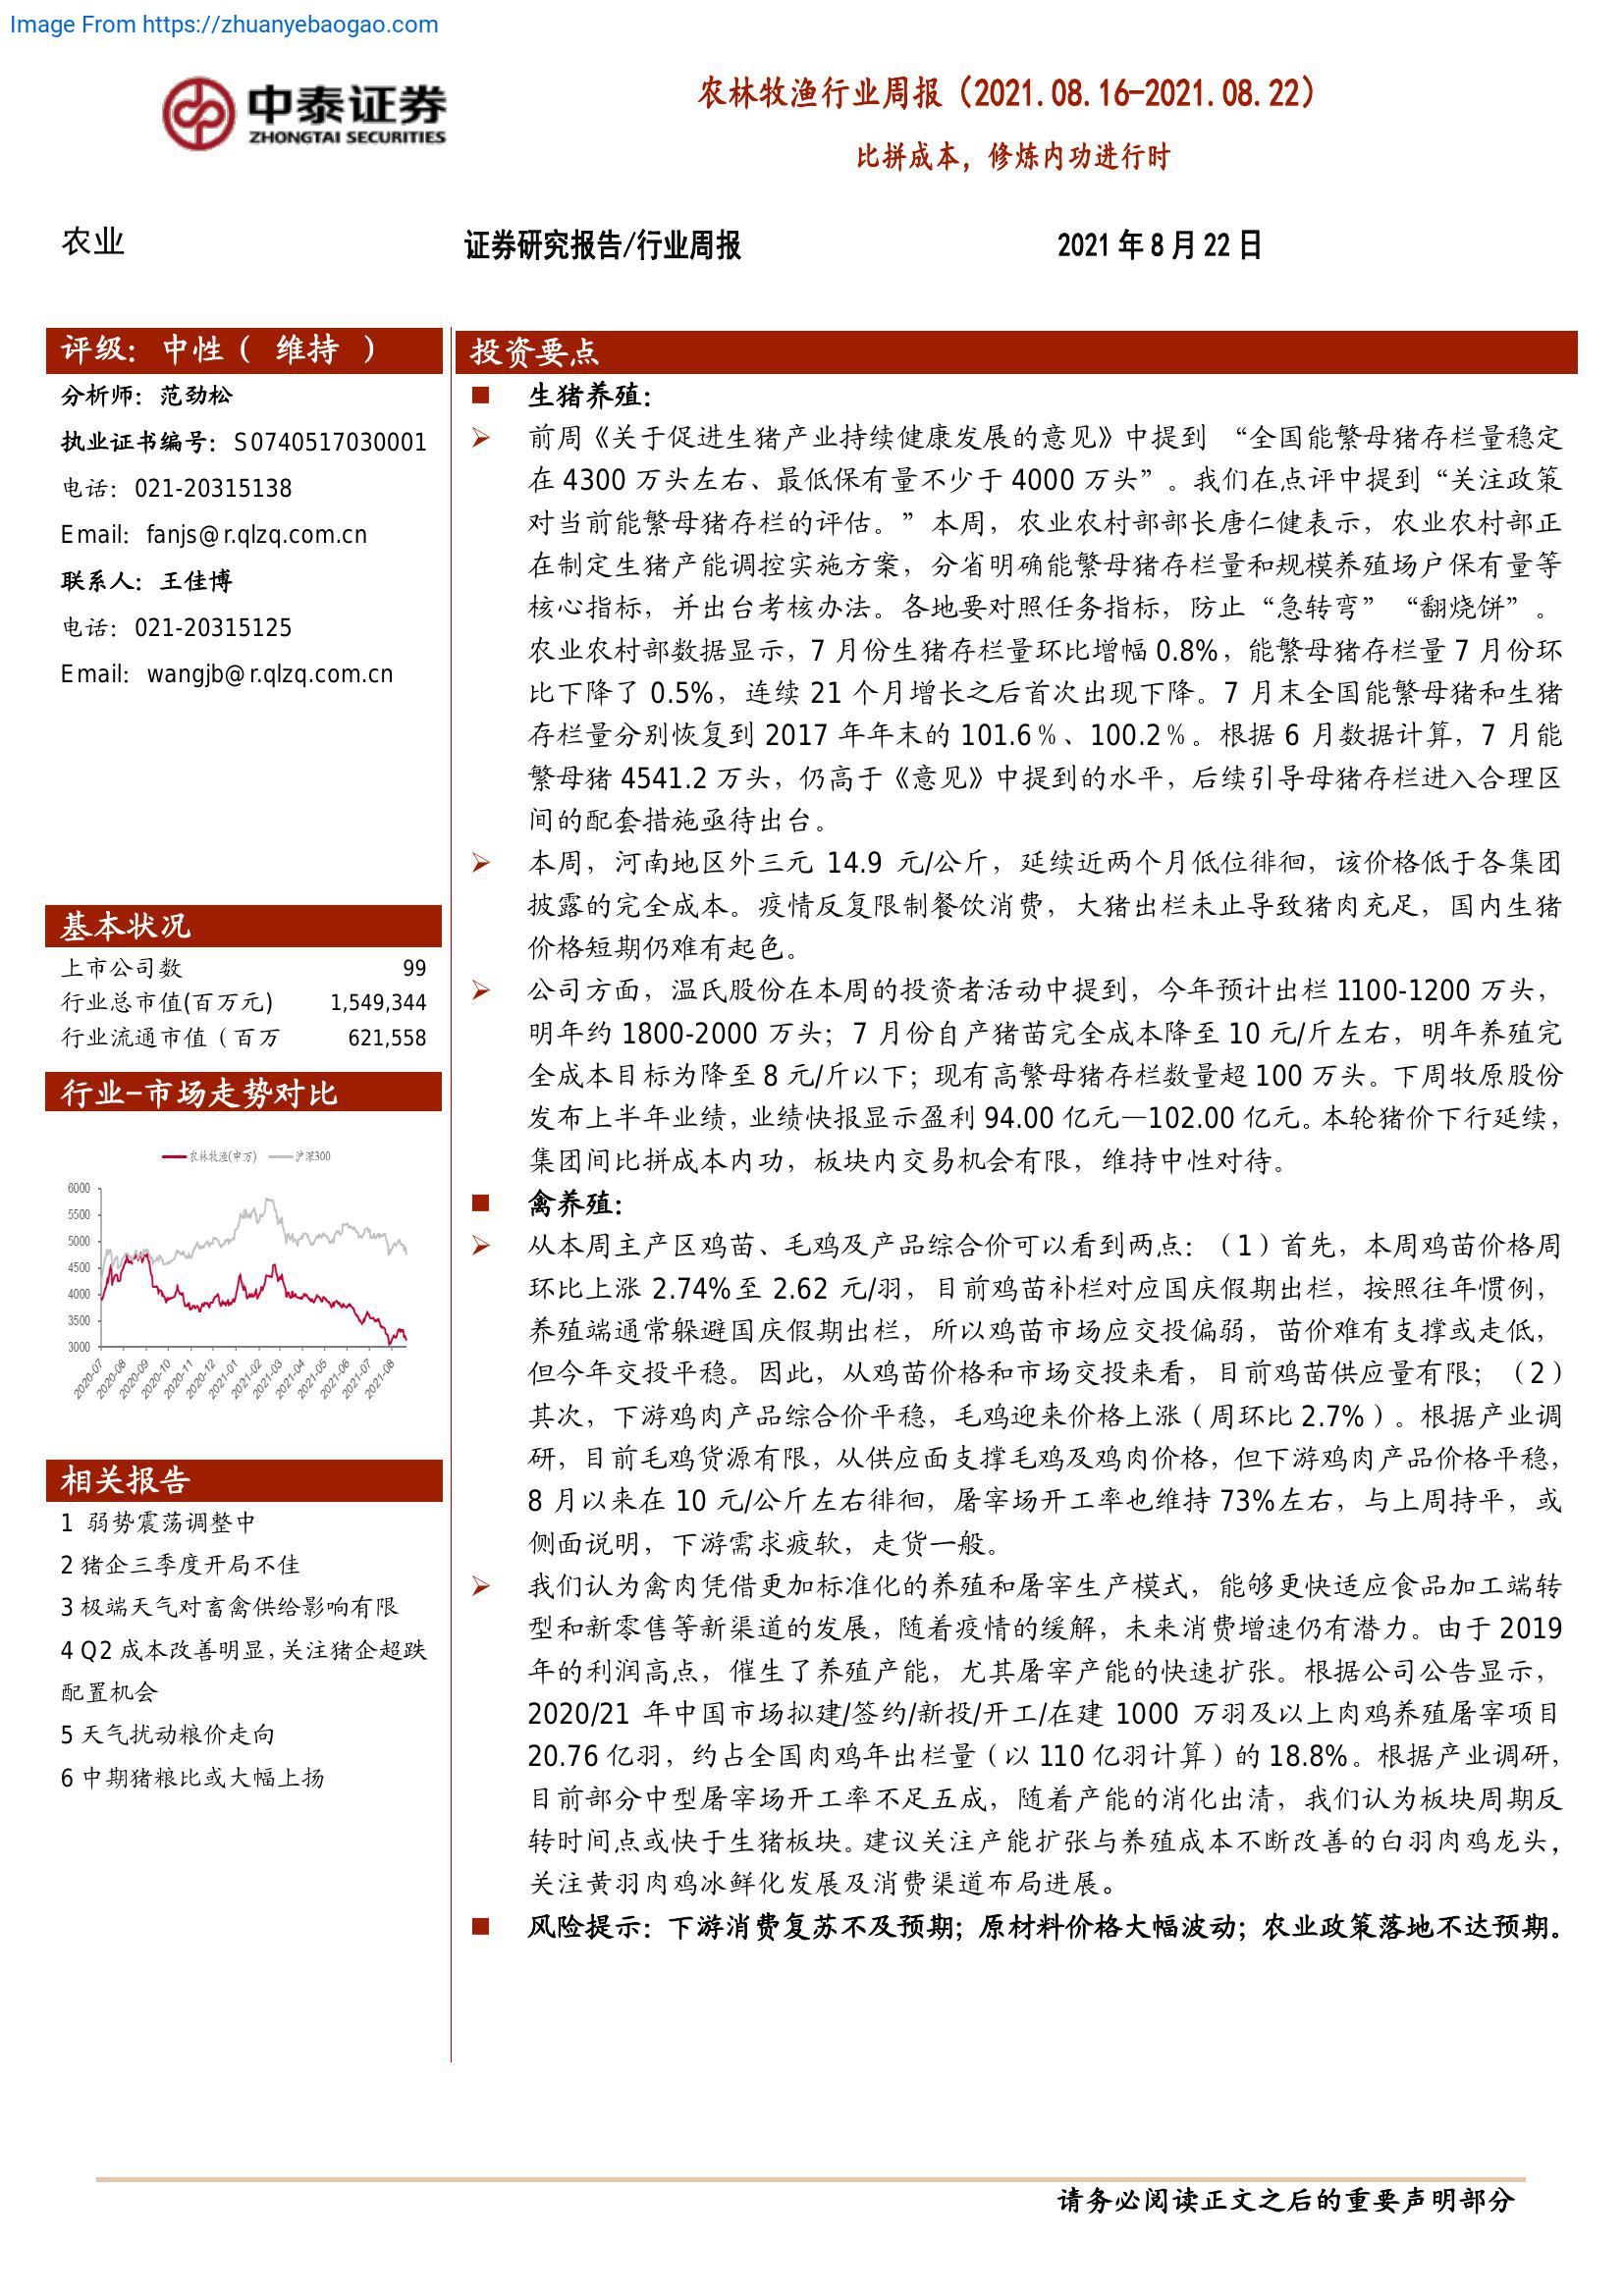 Image From https://zhuanyebaogao.com
中泰证券
ZHONGTAI SECURITIES
农林牧渔行业周报（2021.08.16-2021.08.22）
比拼成本，修炼内功进行时
农业
证券研究报告/行业周报
2021 年 8 月 22 日
评级： 中性（ 维持 ）
分析师：范劲松
执业证书编号：S0740517030001
电话：021-20315138
Email：fanjs@r.qlzq.com.cn
联系人：王佳博
电话：021-20315125
Email：wangjb@r.qlzq.com.cn
基本状况
上市公司数 99
行业总市值(百万元) 1,549,344
行业流通市值（百万 621,558
行业-市场走势对比
农林牧渔(申万) 沪深300
6000
5500
5000
4500
4000
3500
3000
2020-07
2020-08
2020-09
2020-10
2020-11
2020-12
2021-01
2021-02
2021-03
2021-04
2021-05
2021-06
2021-07
2021-08
相关报告
1 弱势震荡调整中
2 猪企三季度开局不佳
3 极端天气对畜禽供给影响有限
4 Q2 成本改善明显，关注猪企超跌
配置机会
5 天气扰动粮价走向
6 中期猪粮比或大幅上扬
投资要点
生猪养殖：
前周《关于促进生猪产业持续健康发展的意见》中提到 “全国能繁母猪存栏量稳定
在 4300 万头左右、最低保有量不少于 4000 万头”。我们在点评中提到“关注政策
对当前能繁母猪存栏的评估。”本周，农业农村部部长唐仁健表示，农业农村部正
在制定生猪产能调控实施方案，分省明确能繁母猪存栏量和规模养殖场户保有量等
核心指标，并出台考核办法。各地要对照任务指标，防止“急转弯”“翻烧饼”。
农业农村部数据显示，7 月份生猪存栏量环比增幅 0.8%，能繁母猪存栏量 7 月份环
比下降了 0.5%，连续 21 个月增长之后首次出现下降。7 月末全国能繁母猪和生猪
存栏量分别恢复到 2017 年年末的 101.6％、100.2％。根据 6 月数据计算，7 月能
繁母猪 4541.2 万头，仍高于《意见》中提到的水平，后续引导母猪存栏进入合理区
间的配套措施亟待出台。
本周，河南地区外三元 14.9 元/公斤，延续近两个月低位徘徊，该价格低于各集团
披露的完全成本。疫情反复限制餐饮消费，大猪出栏未止导致猪肉充足，国内生猪
价格短期仍难有起色。
公司方面，温氏股份在本周的投资者活动中提到，今年预计出栏 1100-1200 万头，
明年约 1800-2000 万头；7 月份自产猪苗完全成本降至 10 元/斤左右，明年养殖完
全成本目标为降至 8 元/斤以下；现有高繁母猪存栏数量超 100 万头。下周牧原股份
发布上半年业绩，业绩快报显示盈利 94.00 亿元—102.00 亿元。本轮猪价下行延续，
集团间比拼成本内功，板块内交易机会有限，维持中性对待。
禽养殖：
从本周主产区鸡苗、毛鸡及产品综合价可以看到两点：（1）首先，本周鸡苗价格周
环比上涨 2.74%至 2.62 元/羽，目前鸡苗补栏对应国庆假期出栏，按照往年惯例，
养殖端通常躲避国庆假期出栏，所以鸡苗市场应交投偏弱，苗价难有支撑或走低，
但今年交投平稳。因此，从鸡苗价格和市场交投来看，目前鸡苗供应量有限；（2）
其次，下游鸡肉产品综合价平稳，毛鸡迎来价格上涨（周环比 2.7%）。根据产业调
研，目前毛鸡货源有限，从供应面支撑毛鸡及鸡肉价格，但下游鸡肉产品价格平稳，
8 月以来在 10 元/公斤左右徘徊，屠宰场开工率也维持 73%左右，与上周持平，或
侧面说明，下游需求疲软，走货一般。
我们认为禽肉凭借更加标准化的养殖和屠宰生产模式，能够更快适应食品加工端转
型和新零售等新渠道的发展，随着疫情的缓解，未来消费增速仍有潜力。由于 2019
年的利润高点，催生了养殖产能，尤其屠宰产能的快速扩张。根据公司公告显示，
2020/21 年中国市场拟建/签约/新投/开工/在建 1000 万羽及以上肉鸡养殖屠宰项目
20.76 亿羽，约占全国肉鸡年出栏量（以 110 亿羽计算）的 18.8%。根据产业调研，
目前部分中型屠宰场开工率不足五成，随着产能的消化出清，我们认为板块周期反
转时间点或快于生猪板块。建议关注产能扩张与养殖成本不断改善的白羽肉鸡龙头，
关注黄羽肉鸡冰鲜化发展及消费渠道布局进展。
风险提示：下游消费复苏不及预期；原材料价格大幅波动；农业政策落地不达预期。
请务必阅读正文之后的重要声明部分